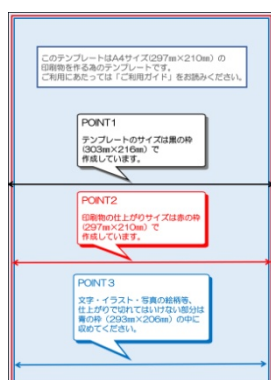 このテンプレートはA4サイズ(297㎜×210㎜)の
印刷物を作る為のテンプレートです。
ご利用にあたっては「ご利用ガイド」をお読みください。
POINT1
テンプレートのサイズは黒の枠
(303㎜×216㎜)で
作成しています。
POINT2
印刷物の仕上がりサイズは赤の枠
(297㎜×210㎜)で
作成しています。
POINT3
文字・イラスト・写真の絵柄等、
仕上がりで切れてはいけない部分は
青の枠(293㎜×206㎜)の中に
収めてください。